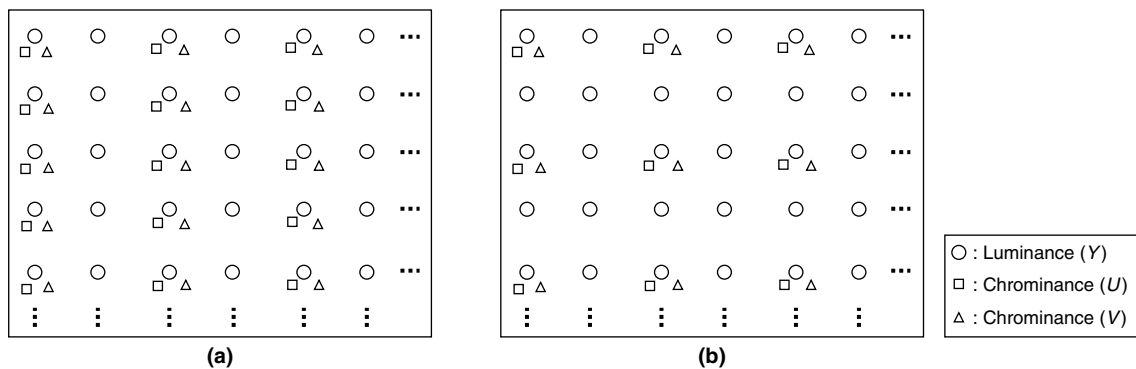 : Luminance (Y)
: Chrominance (U)
: Chrominance (V)
(a)
(b)